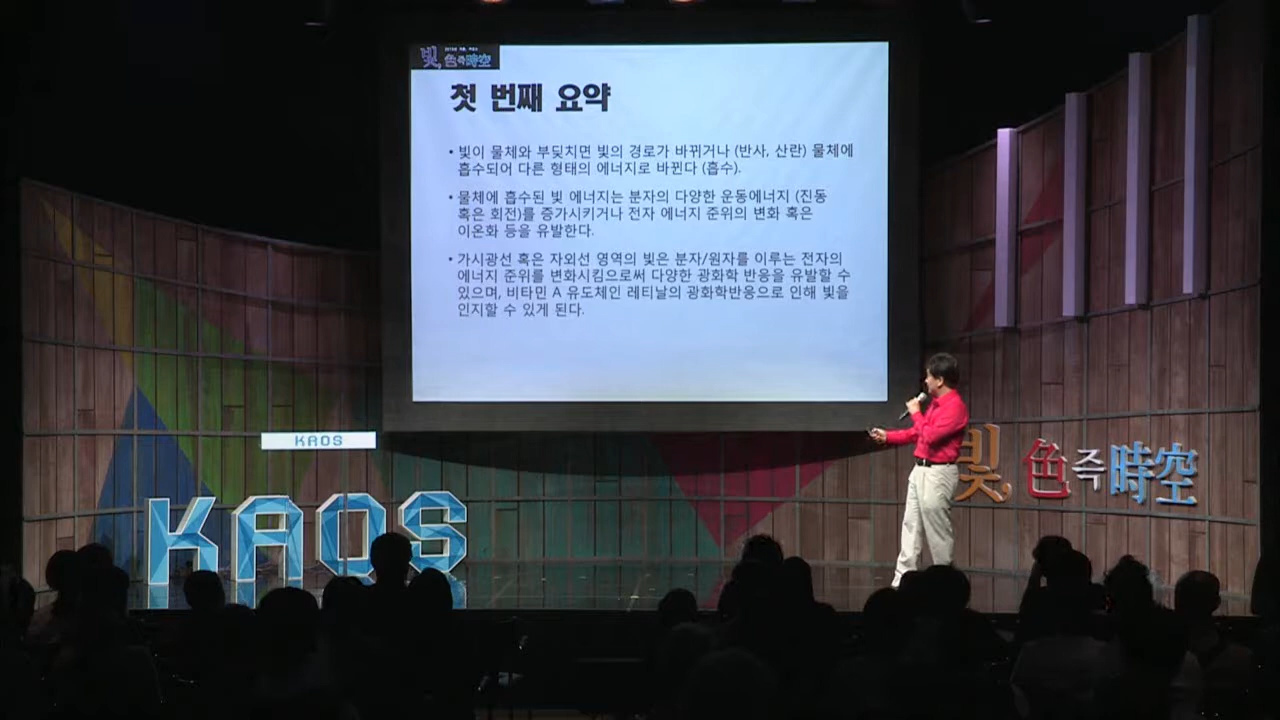 빛, 色즉時空
첫 번째 요약
• 빛이 물체와 부딪치면 빛의 경로가 바뀌거나 (반사, 산란) 물체에
흡수되어 다른 형태의 에너지로 바뀐다 (흡수).
• 물체에 흡수된 빛 에너지는 분자의 다양한 운동에너지 (진동
혹은 회전)를 증가시키거나 전자 에너지 준위의 변화 혹은
이온화 등을 유발한다.
• 가시광선 혹은 자외선 영역의 빛은 분자/원자를 이루는 전자의
에너지 준위를 변화시킴으로써 다양한 광화학 반응을 유발할 수
있으며, 비타민 A 유도체인 레티날의 광화학반응으로 인해 빛을
인지할 수 있게 된다.
KAOS
KAOS
빛, 色즉時空